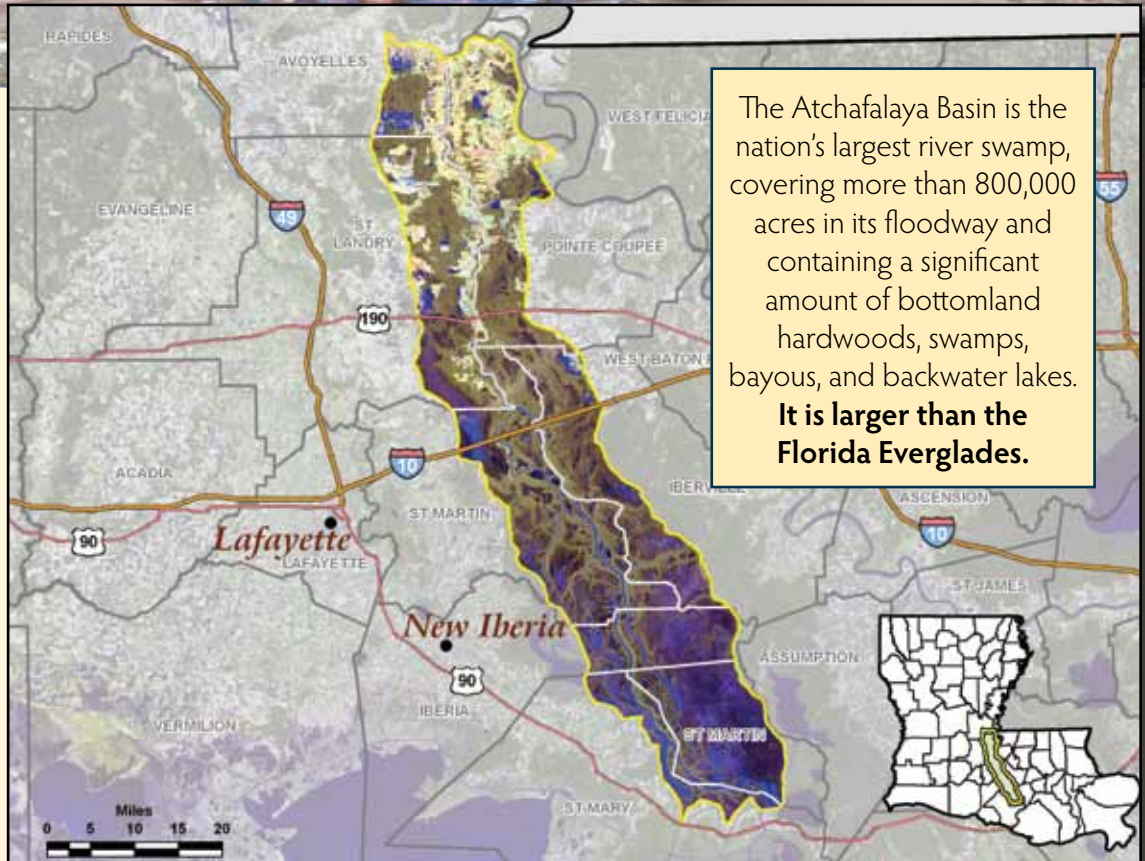 RAPIDES
AVOYELLES
WEST FELICIA
EVANGELINE
49
ST
LANDRY
POINTE COUPEE
55
190
WEST BATON R
The Atchafalaya Basin is the
nation's largest river swamp,
covering more than 800,000
acres in its floodway and
containing a significant
amount of bottomland
hardwoods, swamps,
bayous, and backwater lakes.
It is larger than the
Florida Everglades.
ACADIA
10
ST MARTIN
IBERVILLE
ASCENSION
10
90
Lafayette
LAFAYETTE
ST JAMES
New Iberia
90
IBERIA
ASSUMPTION
VERMILION
ST MARTIN
ST MARY
Miles
0 5 10 15 20